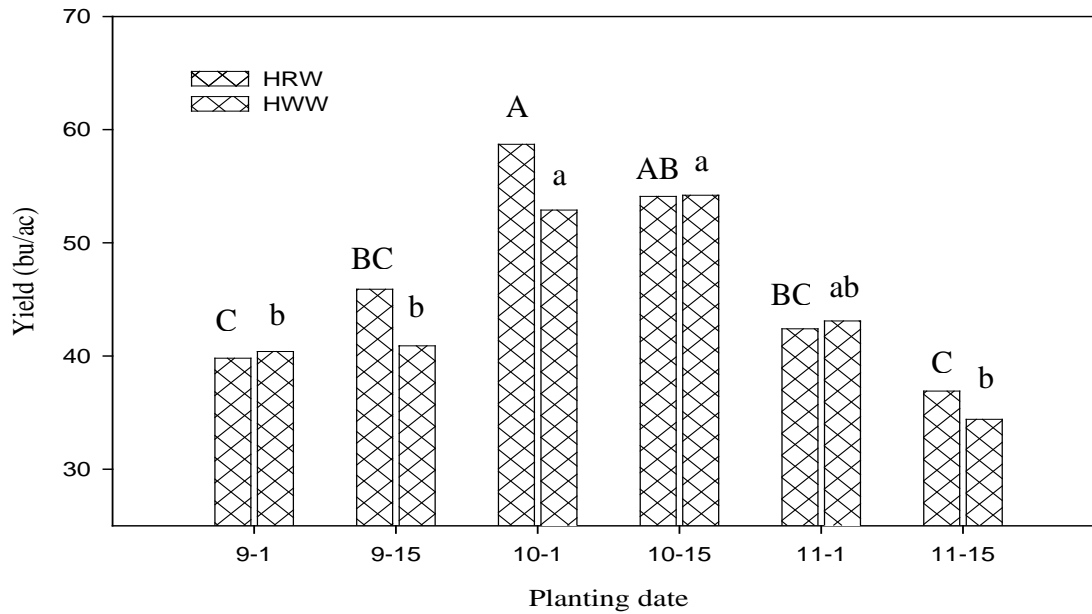 70
60
50
40
30
Yield (bu/ac)
HRW
HWW
C b
BC b
A a
AB a
BC ab
C b
9-1 9-15 10-1 10-15 11-1 11-15
Planting date